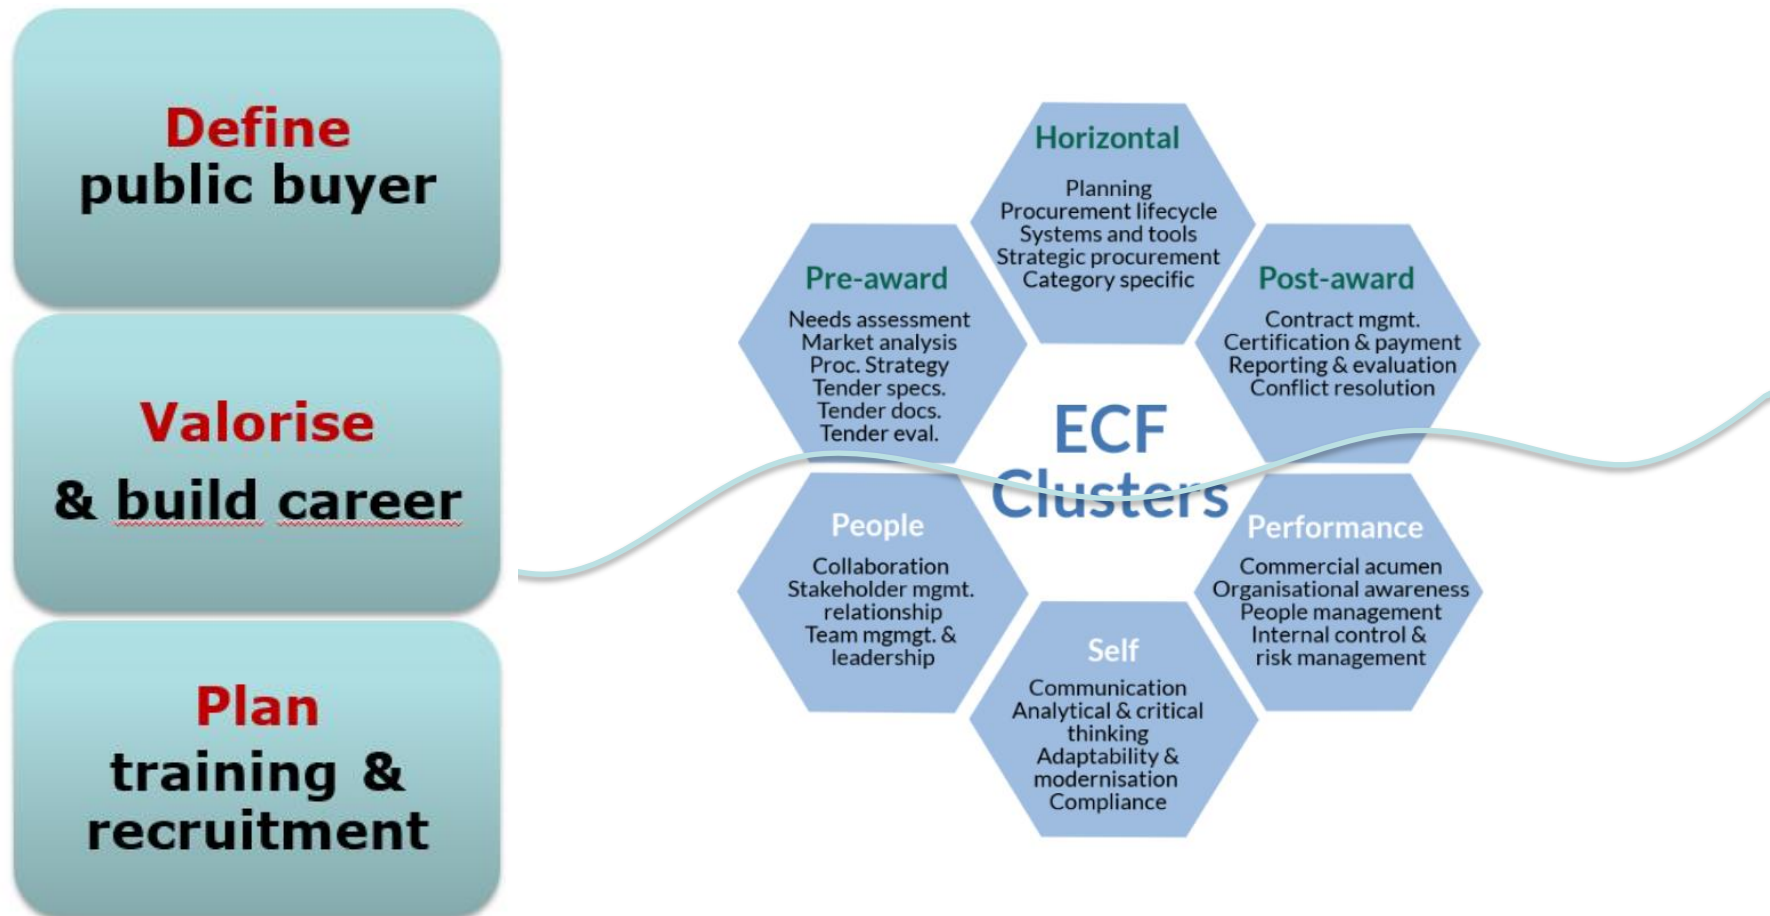 Define
public buyer
Valorise
& build career
Plan
training &
recruitment
Horizontal
Planning
Procurement lifecycle
Systems and tools
Strategic procurement
Category specific
Pre-award
Needs assessment
Market analysis
Proc. Strategy
Tender specs.
Tender docs.
Tender eval.
Post-award
Contract mgmt.
Certification & payment
Reporting & evaluation
Conflict resolution
ECF
Clusters
People
Collaboration
Stakeholder mgmt.
relationship
Team mgmgt. &
leadership
Performance
Commercial acumen
Organisational awareness
People management
Internal control &
risk management
Self
Communication
Analytical & critical
thinking
Adaptability &
modernisation
Compliance